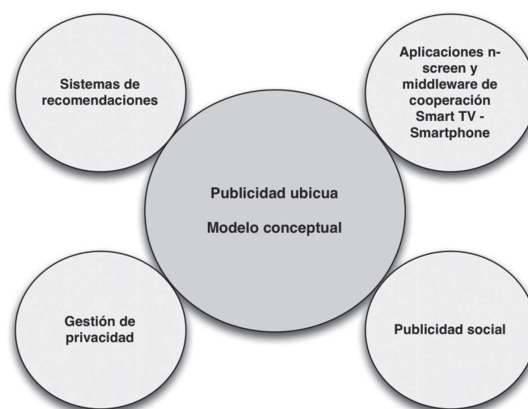 Sistemas de
recomendaciones
Aplicaciones n-
screen y
middleware de
cooperación
Smart TV -
Smartphone
Publicidad ubicua
Modelo conceptual
Gestión de
privacidad
Publicidad social